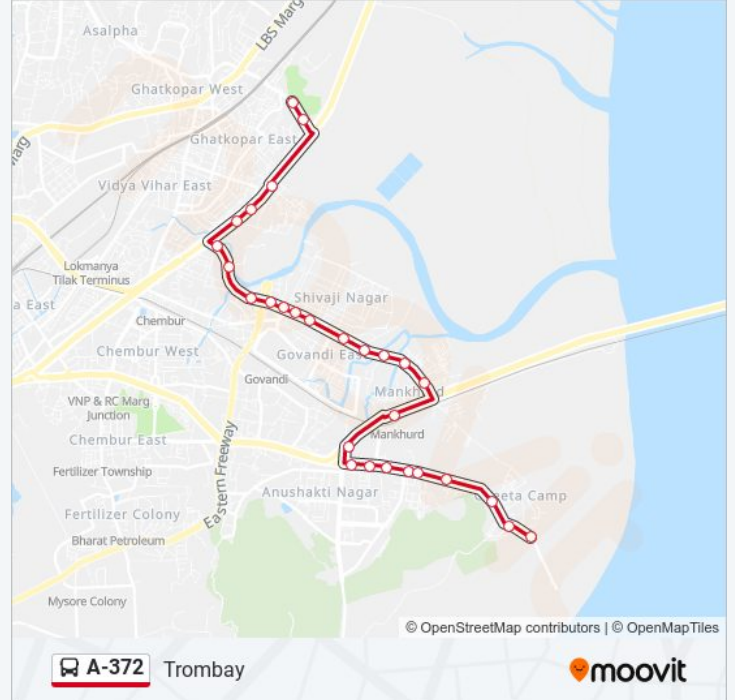 Asalpha
LBS Marg
Ghatkopar West
Marg
Ghatkopar East
Vidya Vihar East
Lokmanya
Tilak Terminus
a East
Shivaji Nagar
Chembur
Chembur West
Govandi East
Govandi
Mankhurd
VNP & RC Marg
Junction
Chembur East
Mankhurd
Eastern Freeway
Fertilizer Township
Anushakti Nagar
Cheeta Camp
Fertilizer Colony
Bharat Petroleum
Mysore Colony
© OpenStreetMap contributors | © OpenMapTiles
A-372 Trombay
moovit